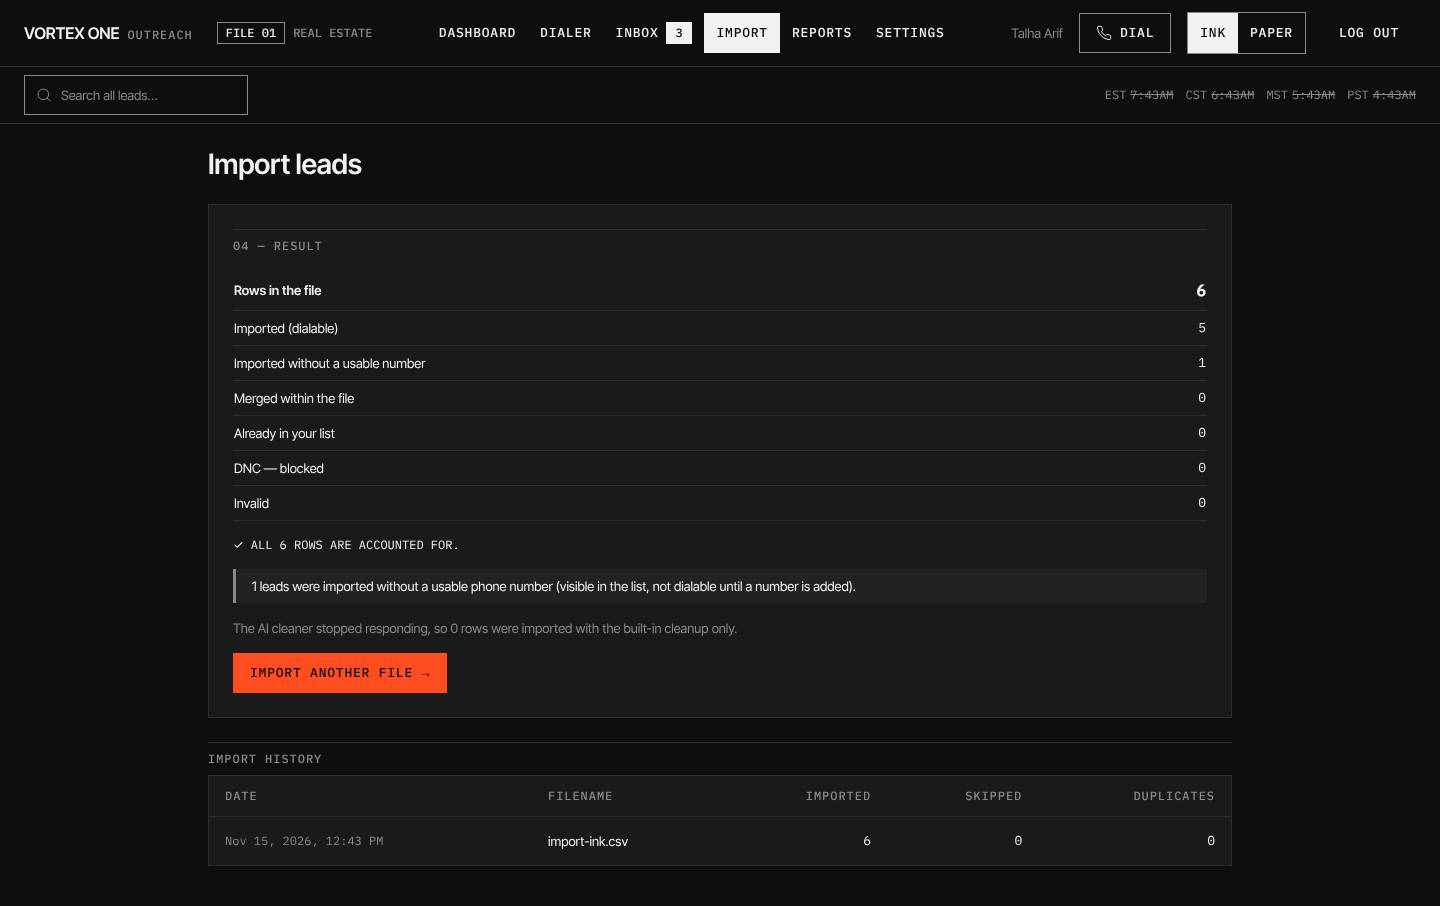 VORTEX ONE OUTREACH FILE 01 REAL ESTATE DASHBOARD DIALER INBOX 3 IMPORT REPORTS SETTINGS Talha Arif DIAL INK PAPER LOG OUT
Search all leads... EST 7:43AM CST 6:43AM MST 5:43AM PST 4:43AM
Import leads
04 — RESULT
Rows in the file 6
Imported (dialable) 5
Imported without a usable number 1
Merged within the file 0
Already in your list 0
DNC — blocked 0
Invalid 0
✓ ALL 6 ROWS ARE ACCOUNTED FOR.
1 leads were imported without a usable phone number (visible in the list, not dialable until a number is added).
The AI cleaner stopped responding, so 0 rows were imported with the built-in cleanup only.
IMPORT ANOTHER FILE →
IMPORT HISTORY
DATE FILENAME IMPORTED SKIPPED DUPLICATES
Nov 15, 2026, 12:43 PM import-ink.csv 6 0 0